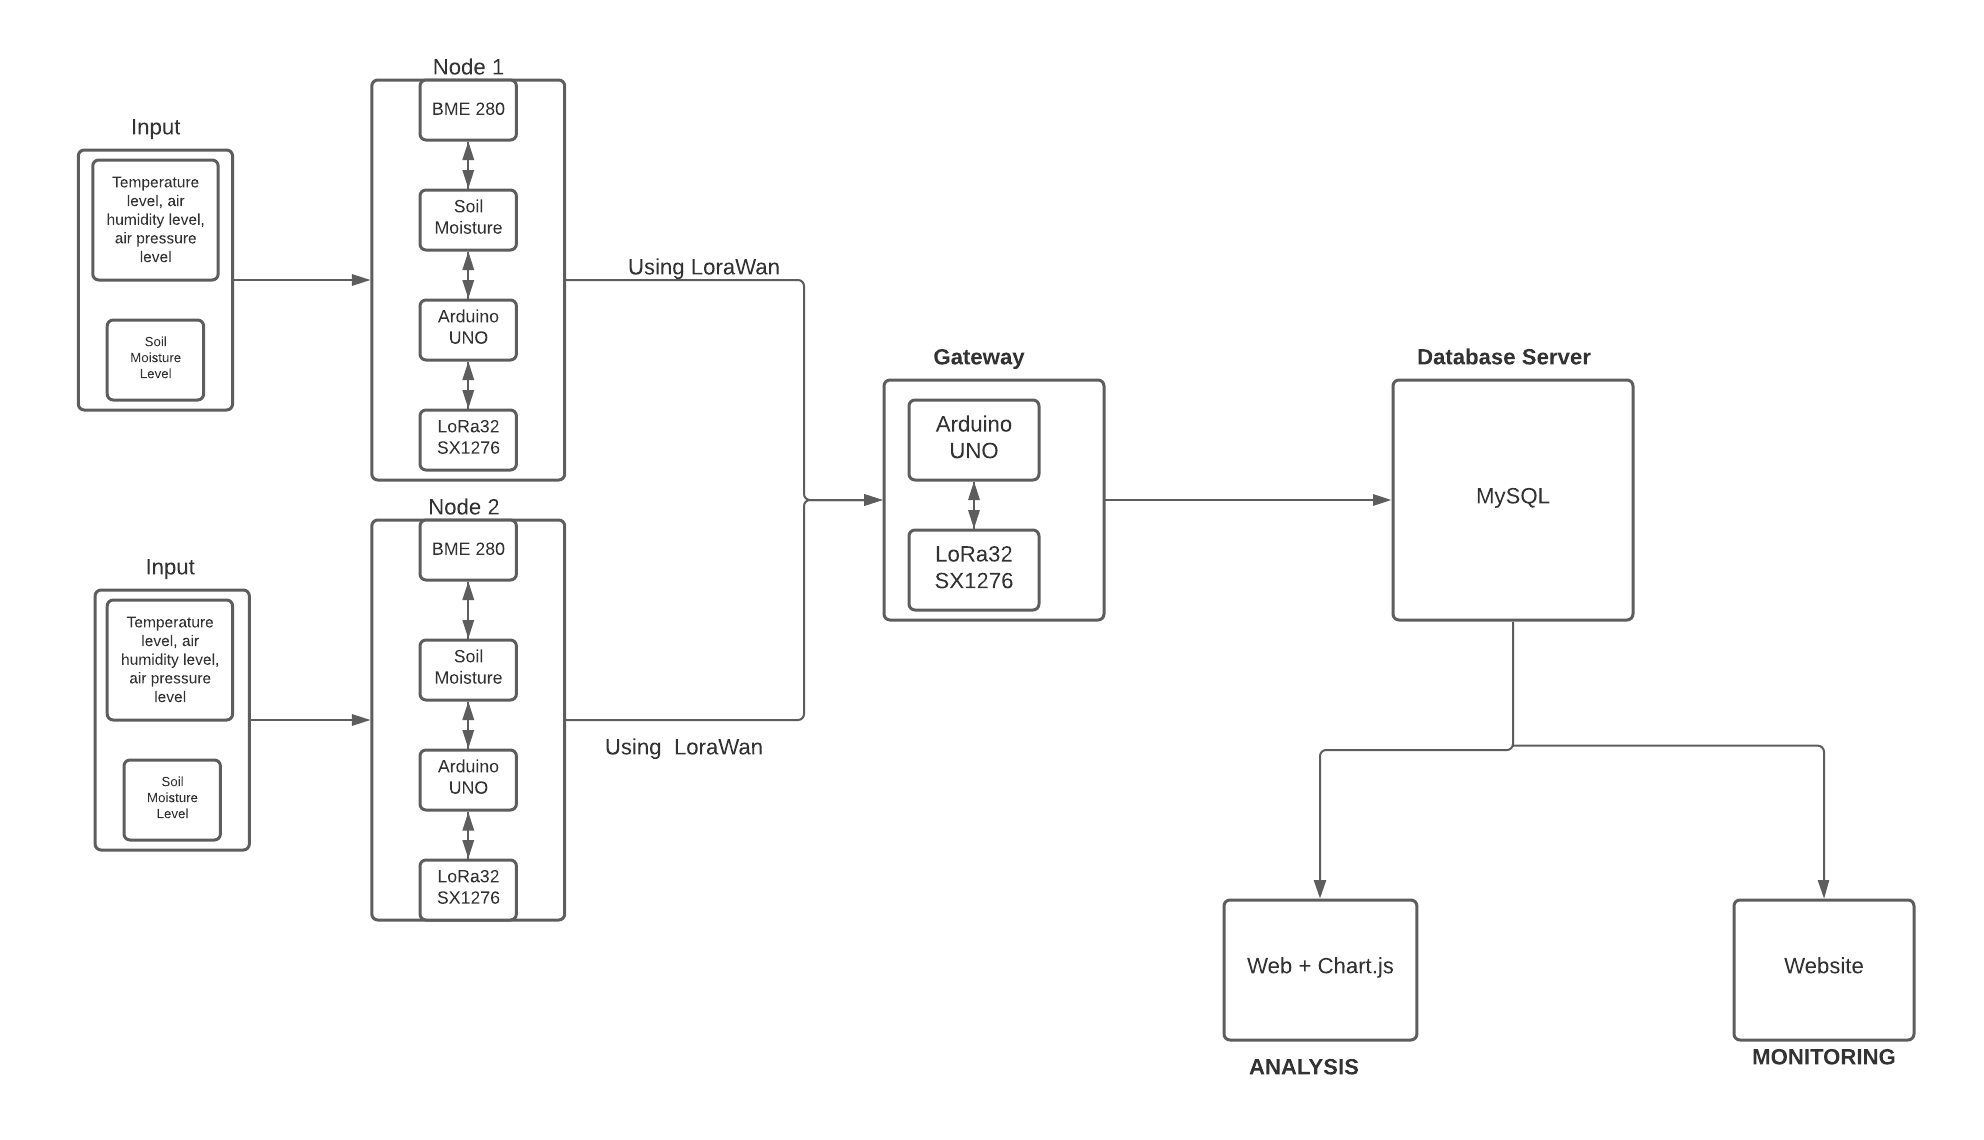 Node 1
BME 280
Input
Temperature
level, air
humidity level,
air pressure
level
Soil
Moisture
Level
Soil
Moisture
Arduino
UNO
LoRa32
SX1276
Using LoraWan
Node 2
BME 280
Input
Temperature
level, air
humidity level,
air pressure
level
Soil
Moisture
Level
Soil
Moisture
Arduino
UNO
LoRa32
SX1276
Using  LoraWan
Gateway
Arduino
UNO
LoRa32
SX1276
Database Server
MySQL
Web + Chart.js
ANALYSIS
Website
MONITORING